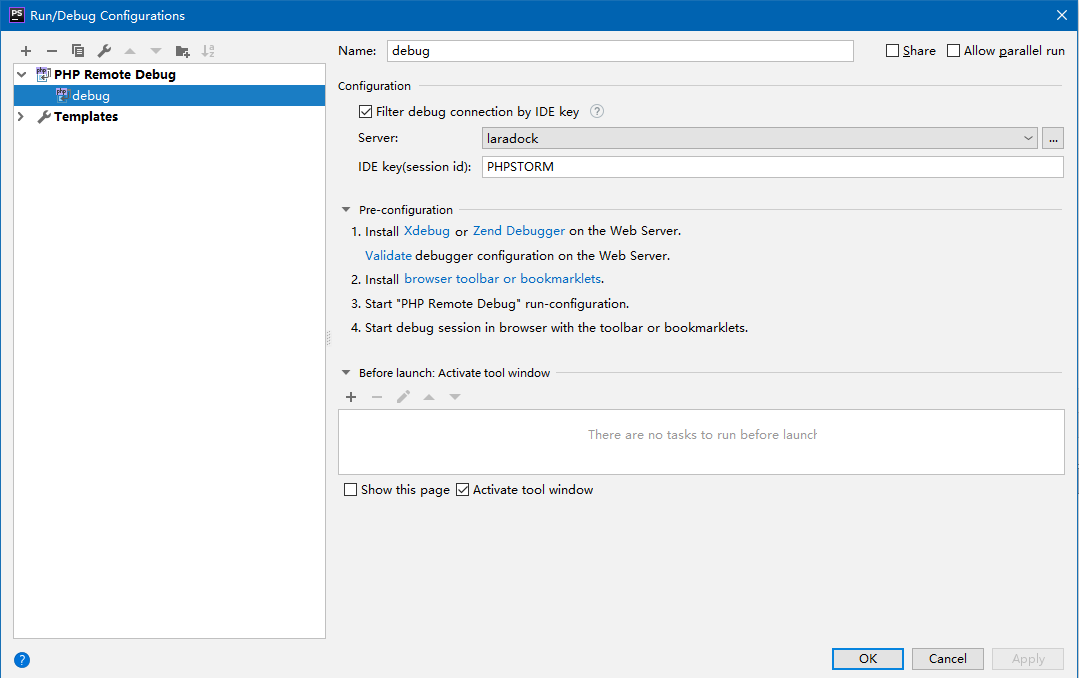 PS Run/Debug Configurations
Name: debug Share Allow parallel run
PHP Remote Debug
debug
Templates
Configuration
Filter debug connection by IDE key ?
Server: laradock ...
IDE key(session id): PHPSTORM
Pre-configuration
1. Install Xdebug or Zend Debugger on the Web Server.
Validate debugger configuration on the Web Server.
2. Install browser toolbar or bookmarklets.
3. Start "PHP Remote Debug" run-configuration.
4. Start debug session in browser with the toolbar or bookmarklets.
Before launch: Activate tool window
There are no tasks to run before launch
Show this page Activate tool window
? OK Cancel Apply